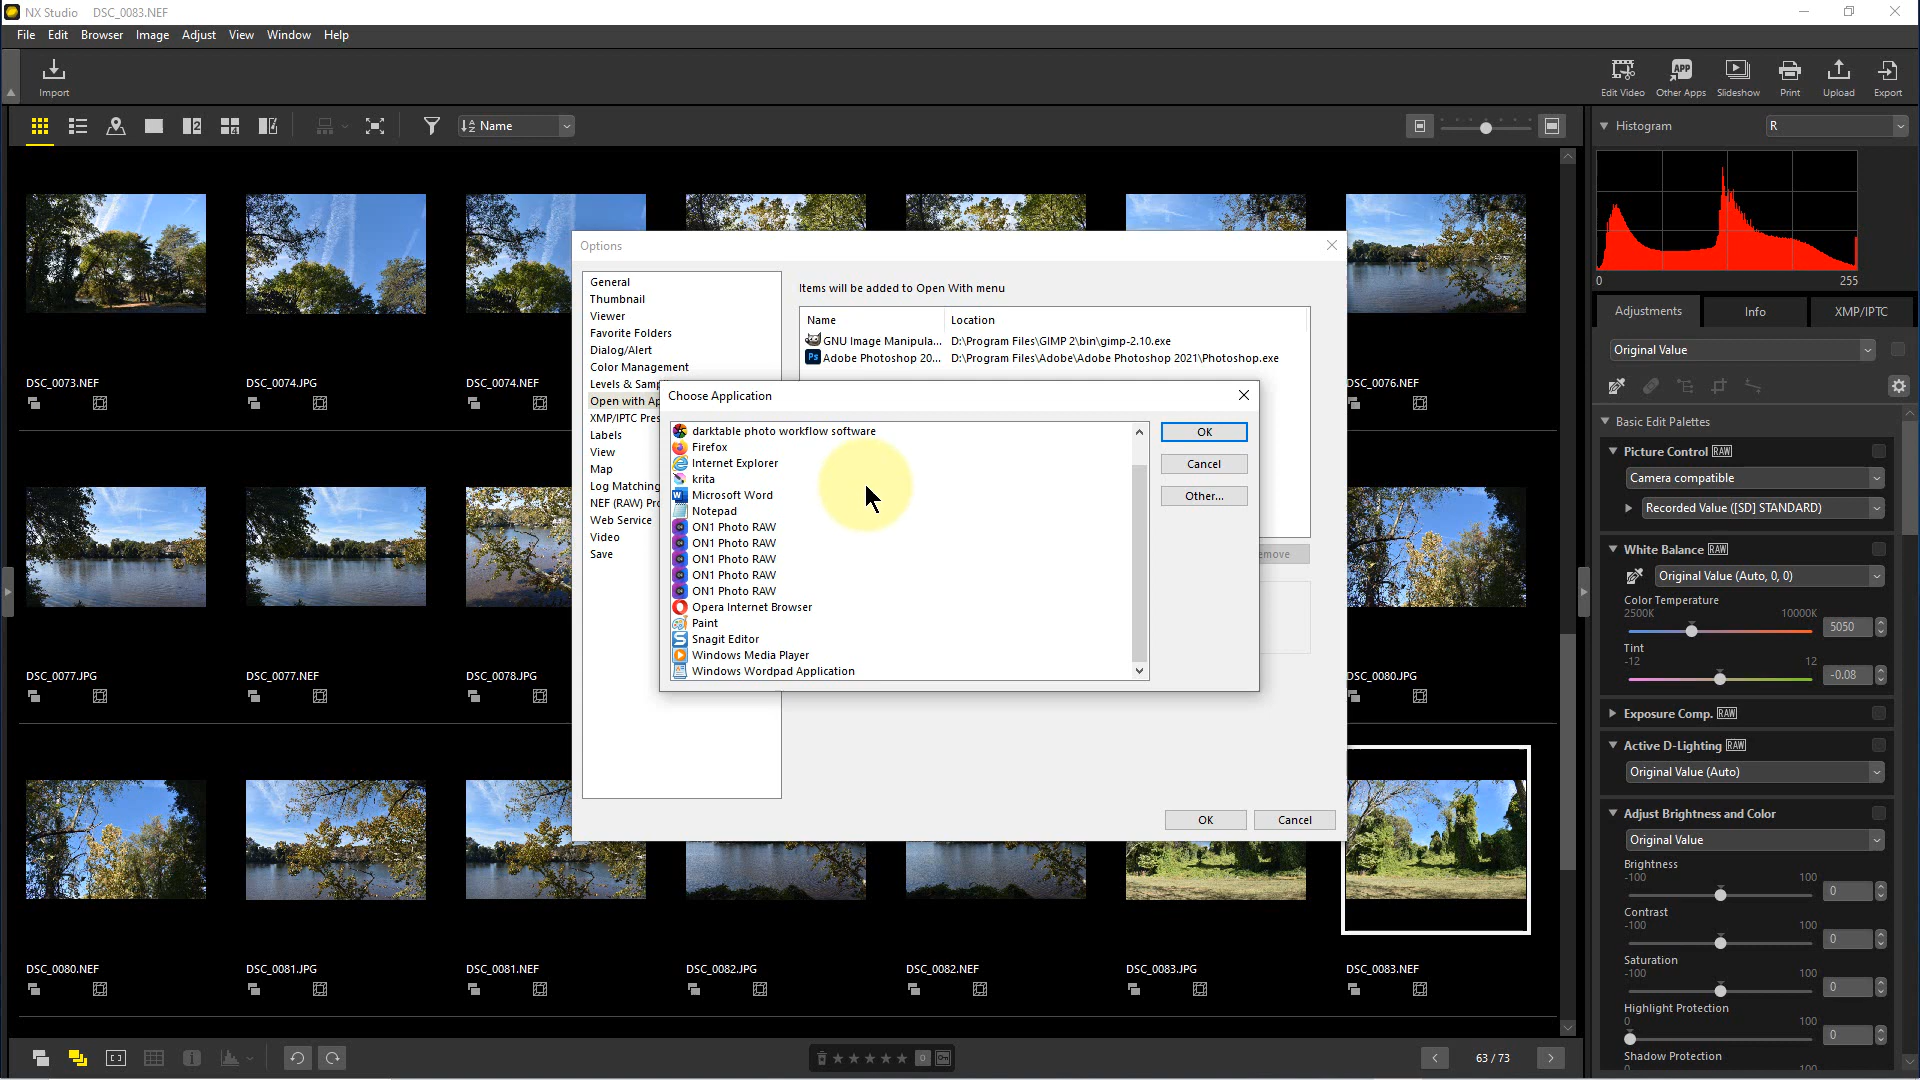 NX Studio DSC_0083.NEF
File Edit Browser Image Adjust View Window Help
Import
Edit Video Other Apps Slideshow Print Upload Export
APP
Name
Histogram
R
0 255
Adjustments Info XMP/IPTC
Original Value
Basic Edit Palettes
Picture Control RAW
Camera compatible
Recorded Value ([SD] STANDARD)
White Balance RAW
Original Value (Auto, 0, 0)
Color Temperature
2500K 10000K
5050
Tint
-12 12
-0.08
Exposure Comp. RAW
Active D-Lighting RAW
Original Value (Auto)
Adjust Brightness and Color
Original Value
Brightness
-100 100
0
Contrast
-100 100
0
Saturation
-100 100
0
Highlight Protection
0 100
0
Shadow Protection
0 100
DSC_0073.NEF DSC_0074.JPG DSC_0074.NEF DSC_0076.NEF
DSC_0077.JPG DSC_0077.NEF DSC_0078.JPG DSC_0080.JPG
DSC_0080.NEF DSC_0081.JPG DSC_0081.NEF DSC_0082.JPG DSC_0082.NEF DSC_0083.JPG DSC_0083.NEF
Options
General
Thumbnail
Viewer
Favorite Folders
Dialog/Alert
Color Management
Levels & Samp
Open with Ap
XMP/IPTC Pres
Labels
View
Map
Log Matching
NEF (RAW) Pro
Web Service
Video
Save
Items will be added to Open With menu
Name Location
GNU Image Manipula... D:\Program Files\GIMP 2\bin\gimp-2.10.exe
Ps Adobe Photoshop 20... D:\Program Files\Adobe\Adobe Photoshop 2021\Photoshop.exe
emove
OK Cancel
Choose Application
darktable photo workflow software
Firefox
Internet Explorer
krita
Microsoft Word
Notepad
ON1 Photo RAW
ON1 Photo RAW
ON1 Photo RAW
ON1 Photo RAW
ON1 Photo RAW
Opera Internet Browser
Paint
Snagit Editor
Windows Media Player
Windows Wordpad Application
OK
Cancel
Other...
0
63 / 73